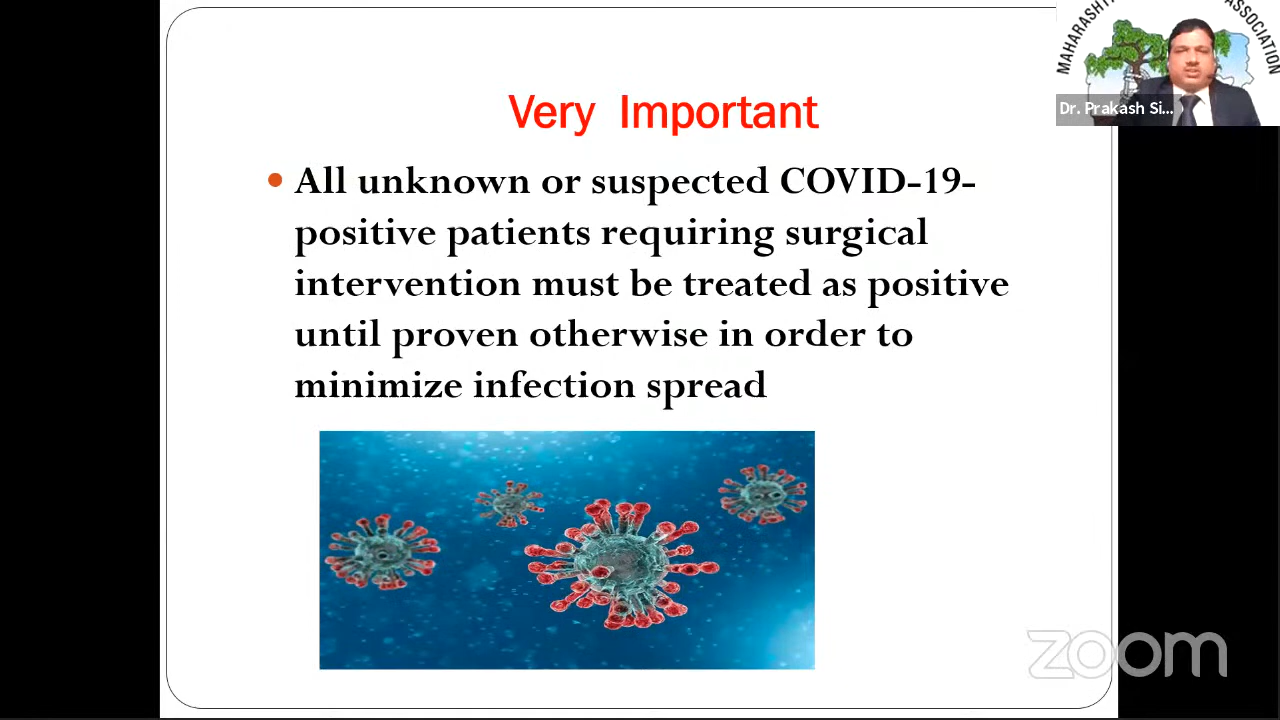 Very Important
All unknown or suspected COVID-19-
positive patients requiring surgical
intervention must be treated as positive
until proven otherwise in order to
minimize infection spread
ASSOCIATION
Dr. Prakash Si...
zoom